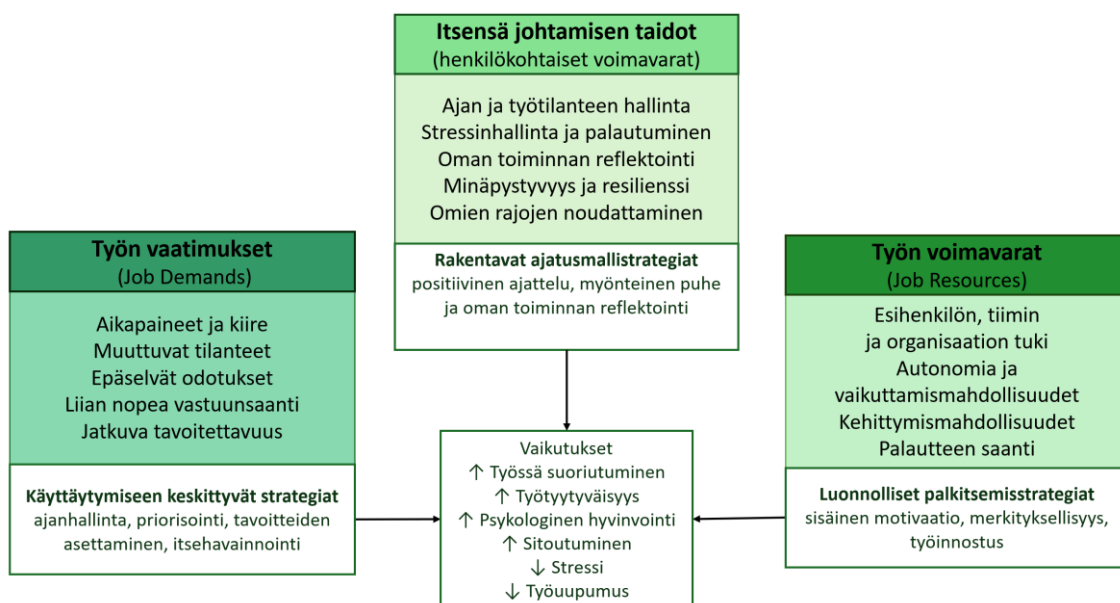 Itsensä johtamisen taidot
(henkilökohtaiset voimavarat)
Ajan ja työtilanteen hallinta
Stressinhallinta ja palautuminen
Oman toiminnan reflektointi
Minäpystyvyys ja resilienssi
Omien rajojen noudattaminen
Rakentavat ajatusmallistrategiat
positiivinen ajattelu, myönteinen puhe
ja oman toiminnan reflektointi
Työn vaatimukset
(Job Demands)
Aikapaineet ja kiire
Muuttuvat tilanteet
Epäselvät odotukset
Liian nopea vastuunsaanti
Jatkuva tavoitettavuus
Käyttäytymiseen keskittyvät strategiat
ajanhallinta, priorisointi, tavoitteiden
asettaminen, itsehavainnointi
Työn voimavarat
(Job Resources)
Esihenkilön, tiimin
ja organisaation tuki
Autonomia ja
vaikuttamismahdollisuudet
Kehittymismahdollisuudet
Palautteen saanti
Luonnolliset palkitsemisstrategiat
sisäinen motivaatio, merkityksellisyys,
työinnostus
Vaikutukset
↑ Työssä suoriutuminen
↑ Työtyytyväisyys
↑ Psykologinen hyvinvointi
↑ Sitoutuminen
↓ Stressi
↓ Työuupumus